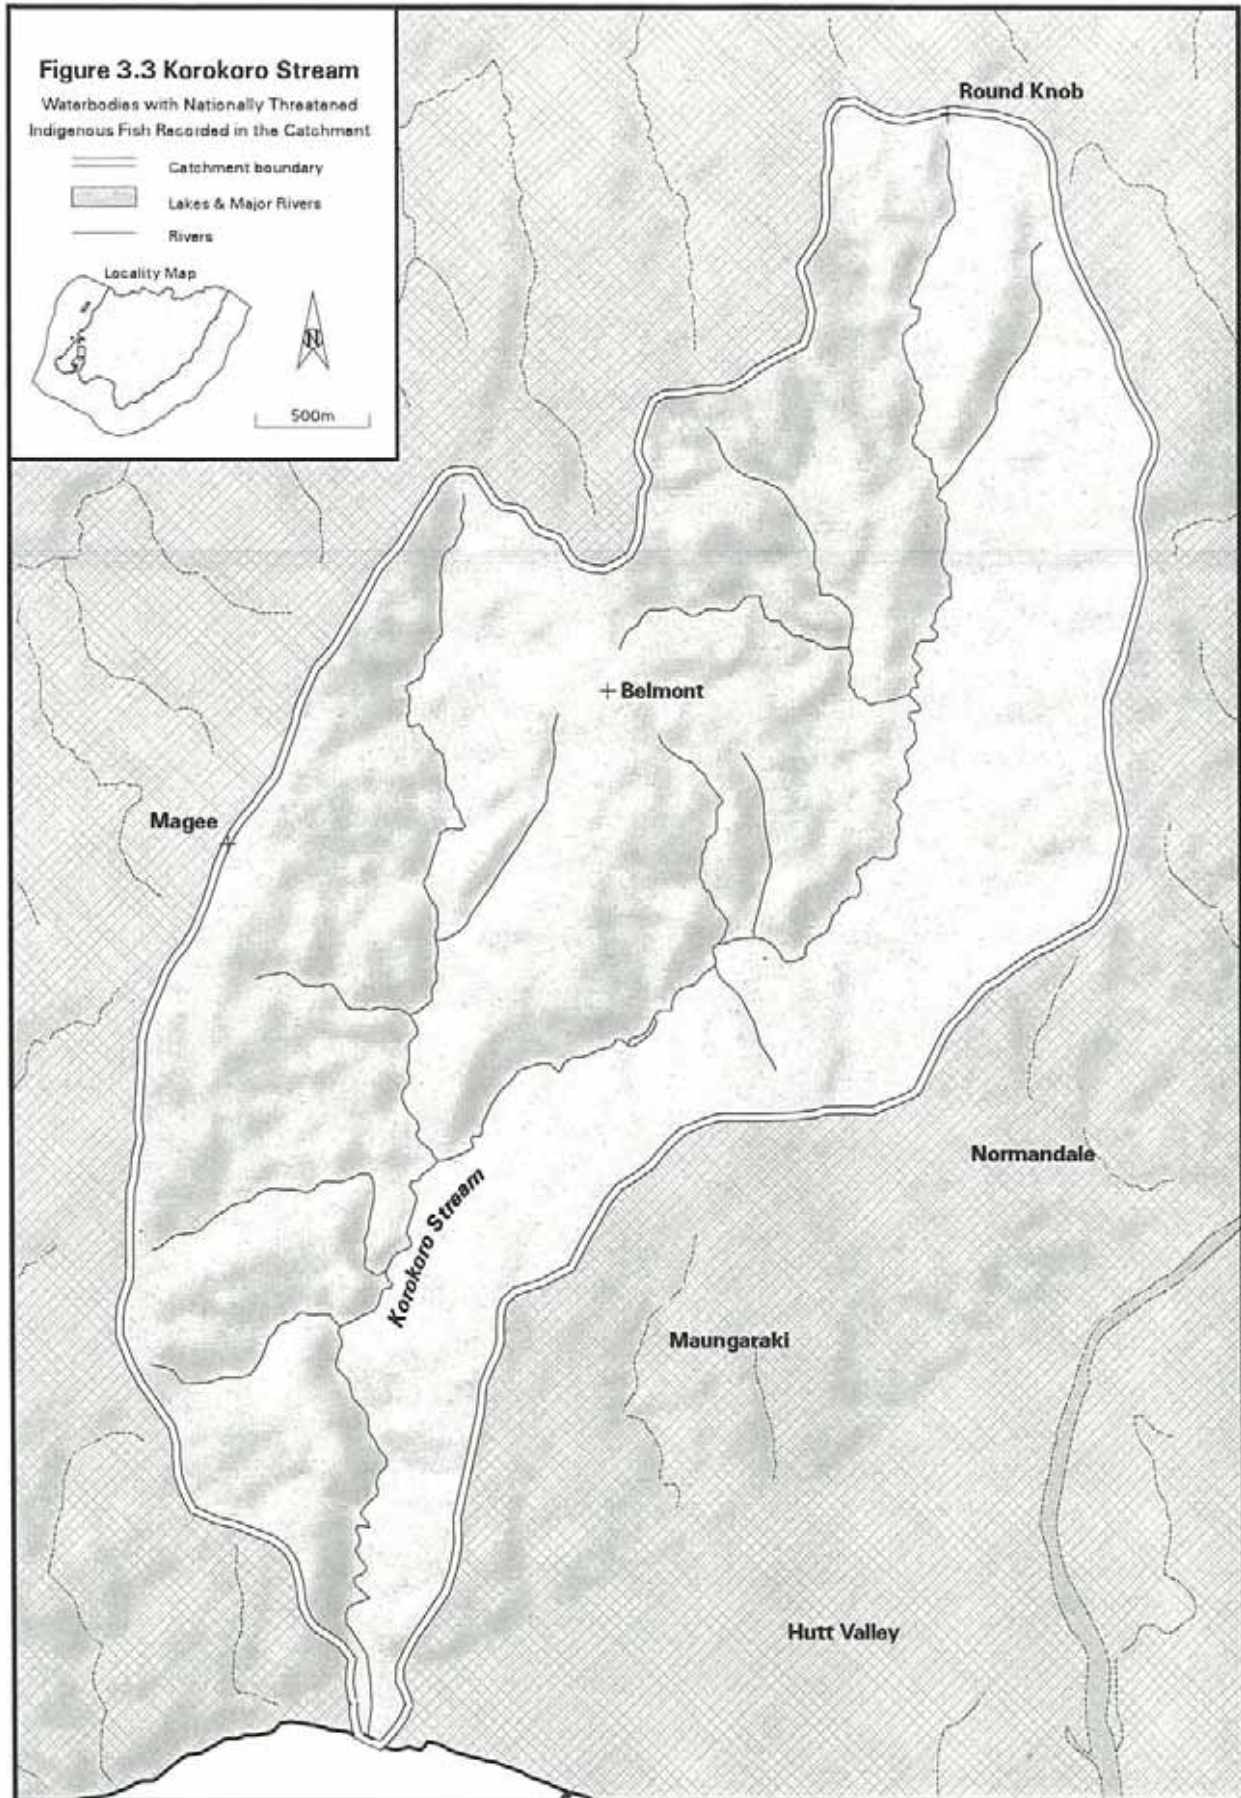 Figure 3.3 Korokoro Stream
Waterbodies with Nationally Threatened
Indigenous Fish Recorded in the Catchment
Catchment boundary
Lakes & Major Rivers
Rivers
Locality Map
N
500m
Round Knob
Belmont
Magee
Normandale
Korokoro Stream
Maungaraki
Hutt Valley